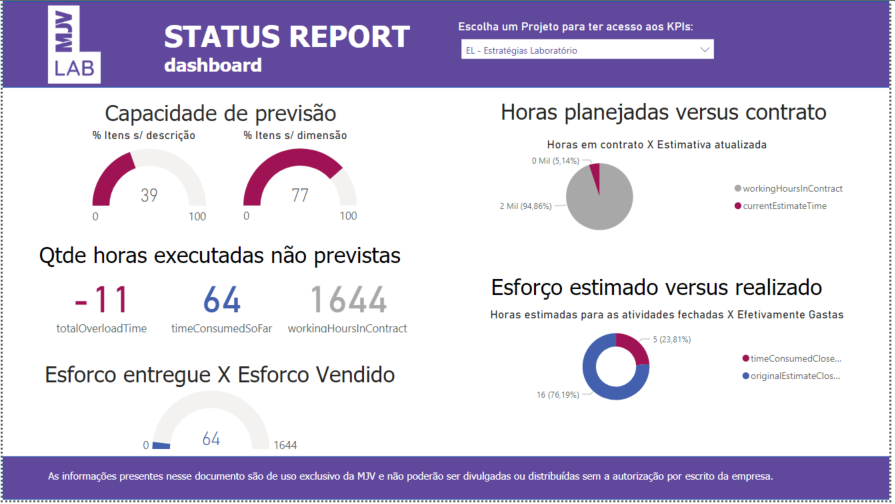 MJV
LAB
STATUS REPORT
dashboard
Escolha um Projeto para ter acesso aos KPIs:
EL - Estratégias Laboratório
Capacidade de previsão
% Itens s/ descrição
39
0
100
% Itens s/ dimensão
77
0
100
Horas planejadas versus contrato
Horas em contrato X Estimativa atualizada
0 Mil (5,14%)
2 Mil (94,86%)
workingHoursInContract
currentEstimateTime
Qtde horas executadas não previstas
-11
totalOverloadTime
64
timeConsumedSoFar
1644
workingHoursInContract
Esforço estimado versus realizado
Horas estimadas para as atividades fechadas X Efetivamente Gastas
5 (23,81%)
16 (76,19%)
timeConsumedClose...
originalEstimateClos...
Esforco entregue X Esforco Vendido
0
64
1644
As informações presentes nesse documento são de uso exclusivo da MJV e não poderão ser divulgadas ou distribuídas sem a autorização por escrito da empresa.